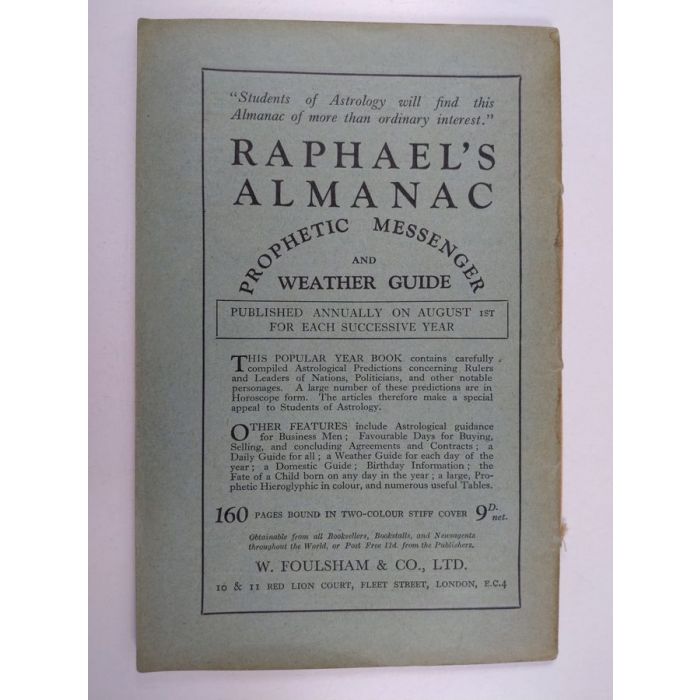 "Students of Astrology will find this
Almanac of more than ordinary interest."
RAPHAEL'S
ALMANAC
PROPHETIC MESSENGER
AND
WEATHER GUIDE
PUBLISHED ANNUALLY ON AUGUST 1ST
FOR EACH SUCCESSIVE YEAR
THIS POPULAR YEAR BOOK contains carefully
compiled Astrological Predictions concerning Rulers
and Leaders of Nations, Politicians, and other notable
personages. A large number of these predictions are in
Horoscope form. The articles therefore make a special
appeal to Students of Astrology.
OTHER FEATURES include Astrological guidance
for Business Men; Favourable Days for Buying,
Selling, and concluding Agreements and Contracts; a
Daily Guide for all; a Weather Guide for each day of the
year; a Domestic Guide; Birthday Information; the
Fate of a Child born on any day in the year; a large, Pro-
phetic Hieroglyphic in colour, and numerous useful Tables.
160 PAGES BOUND IN TWO-COLOUR STIFF COVER 9D. net.
Obtainable from all Booksellers, Bookstalls, and Newsagents
throughout the World, or Post Free 11d. from the Publishers.
W. FOULSHAM & CO., LTD.
10 & 11 RED LION COURT, FLEET STREET, LONDON, E.C.4